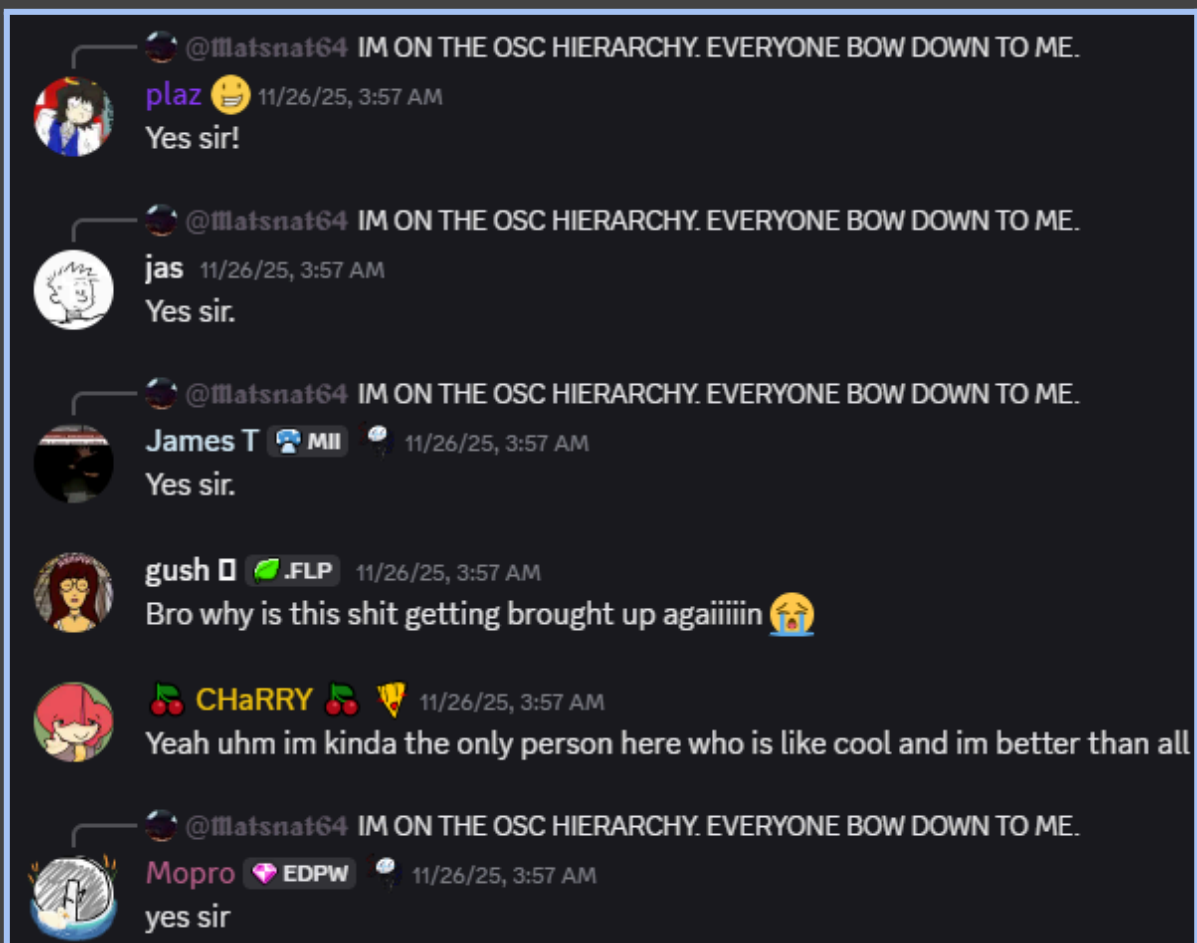 @Matsnat64 IM ON THE OSC HIERARCHY. EVERYONE BOW DOWN TO ME.
plaz 😀 11/26/25, 3:57 AM
Yes sir!
@Matsnat64 IM ON THE OSC HIERARCHY. EVERYONE BOW DOWN TO ME.
jas 11/26/25, 3:57 AM
Yes sir.
@Matsnat64 IM ON THE OSC HIERARCHY. EVERYONE BOW DOWN TO ME.
James T MII 11/26/25, 3:57 AM
Yes sir.
gush ▯ .FLP 11/26/25, 3:57 AM
Bro why is this shit getting brought up agaiiiiin 😭
🍒 CHaRRY 🍒 11/26/25, 3:57 AM
Yeah uhm im kinda the only person here who is like cool and im better than all
@Matsnat64 IM ON THE OSC HIERARCHY. EVERYONE BOW DOWN TO ME.
Mopro EDPW 11/26/25, 3:57 AM
yes sir